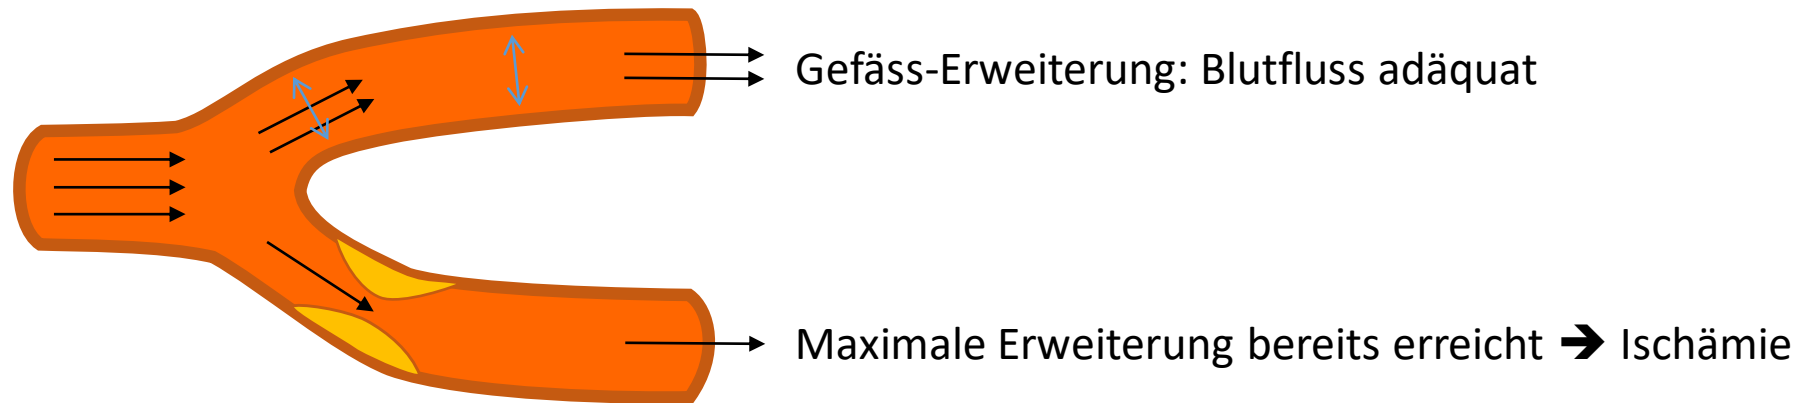 Gefäss-Erweiterung: Blutfluss adäquat
Maximale Erweiterung bereits erreicht 🡺 Ischämie